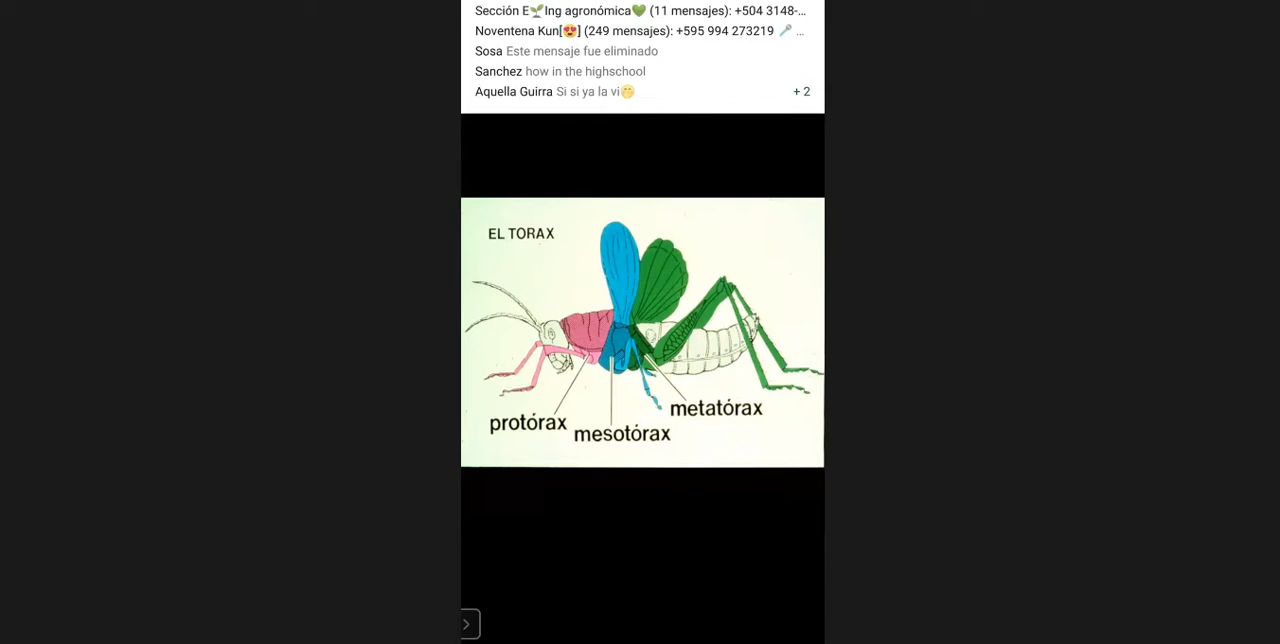 Sección E🌱Ing agronómica💚 (11 mensajes): +504 3148-...
Noventena Kun[😍] (249 mensajes): +595 994 273219 🎤 ...
Sosa Este mensaje fue eliminado
Sanchez how in the highschool
Aquella Guirra Si si ya la vi🤭 + 2
EL TORAX
protórax
mesotórax
metatórax